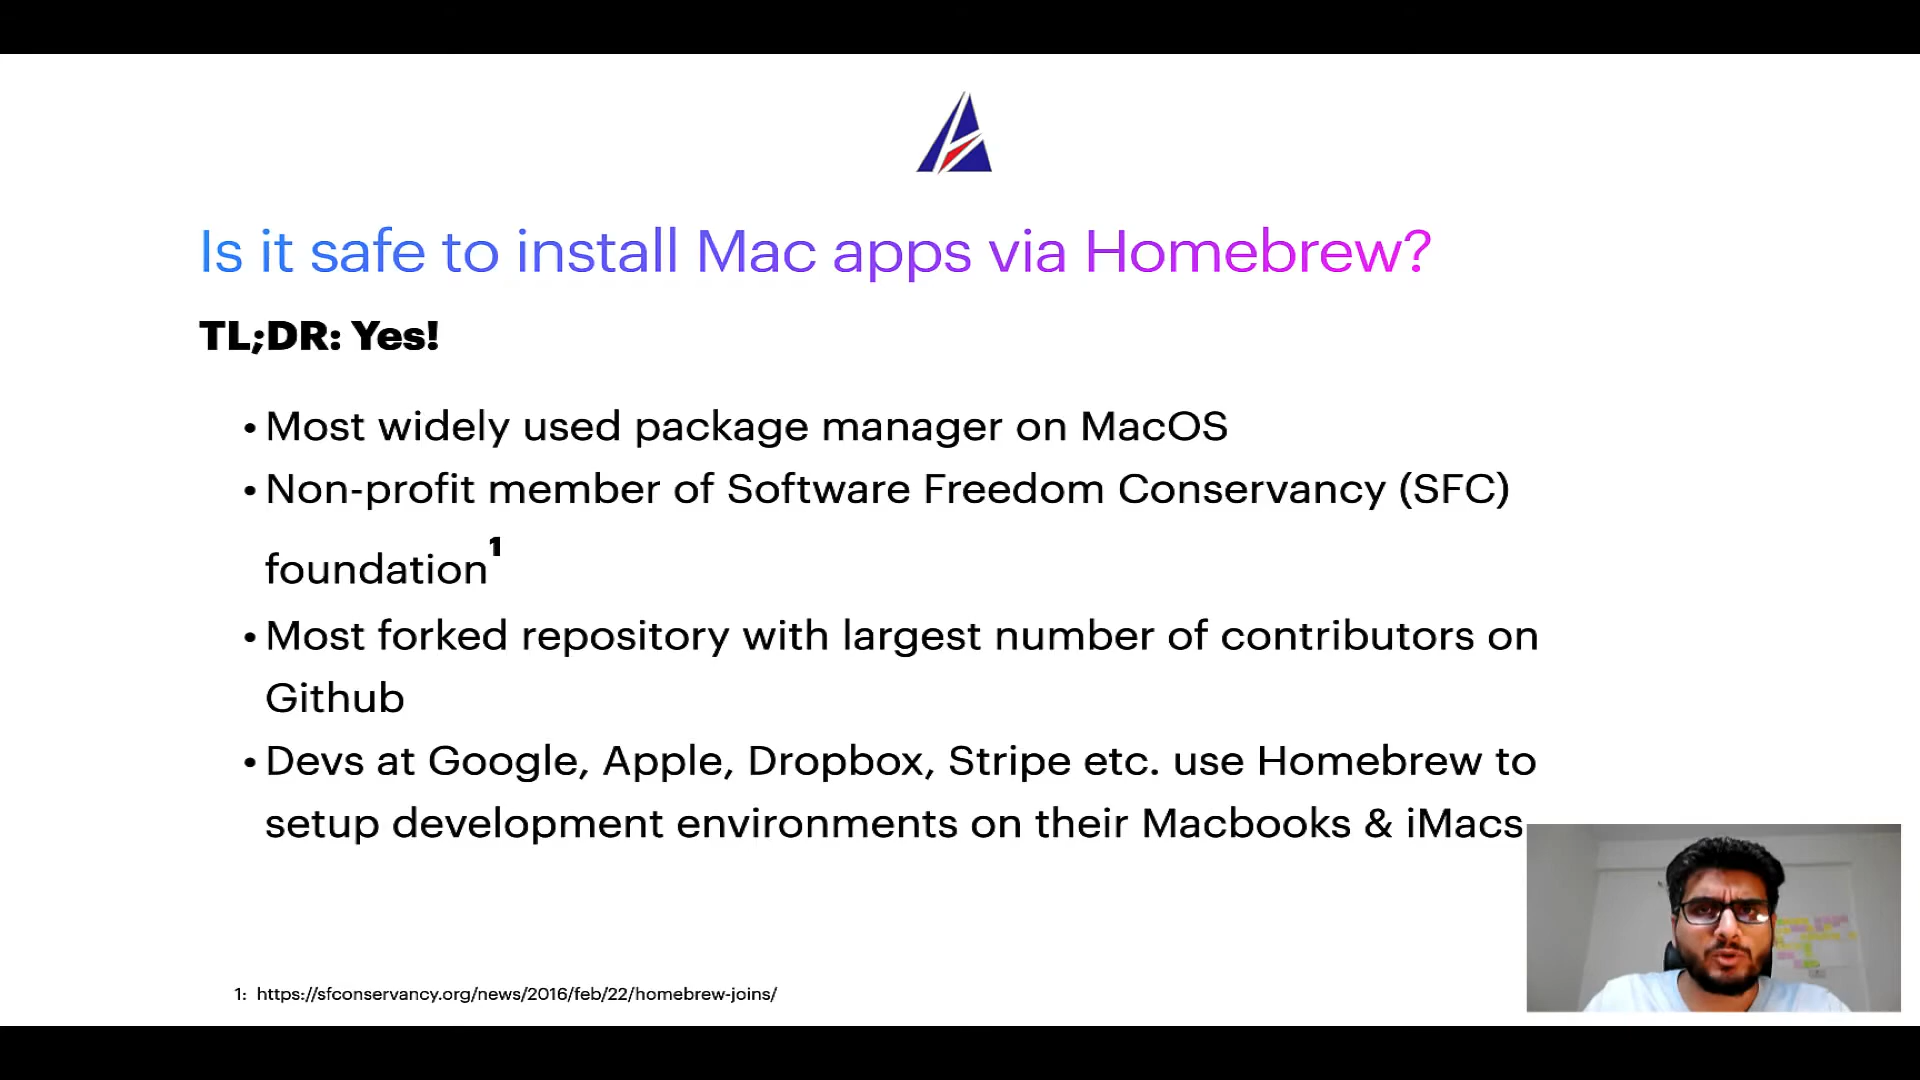 Is it safe to install Mac apps via Homebrew?
TL;DR: Yes!
• Most widely used package manager on MacOS
• Non-profit member of Software Freedom Conservancy (SFC)
foundation1
• Most forked repository with largest number of contributors on
Github
• Devs at Google, Apple, Dropbox, Stripe etc. use Homebrew to
setup development environments on their Macbooks & iMacs
1: https://sfconservancy.org/news/2016/feb/22/homebrew-joins/